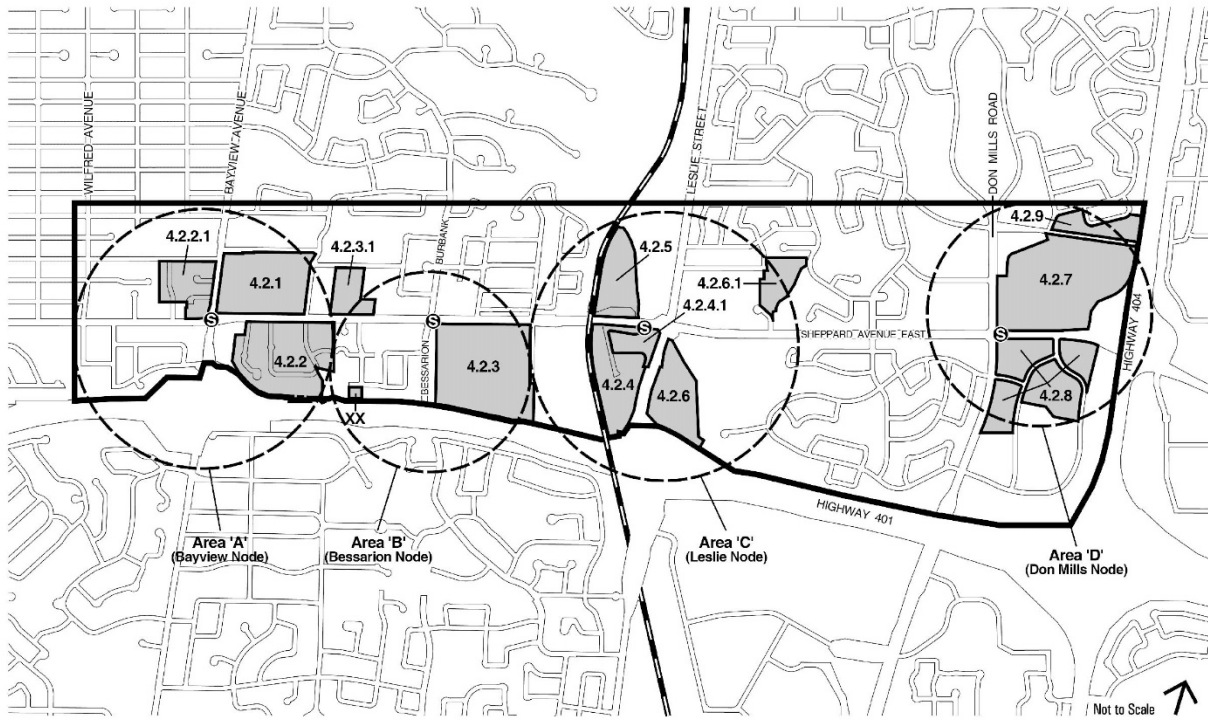 WILFRED AVENUE
BAYVIEW AVENUE
BURBANK
LESLIE STREET
DON MILLS ROAD
4.2.2.1
4.2.1
4.2.3.1
4.2.5
4.2.6.1
4.2.4.1
4.2.9
4.2.7
HIGHWAY 404
S
S
S
S
SHEPPARD AVENUE EAST
4.2.2
BESSARION
4.2.3
4.2.4
4.2.6
4.2.8
XX
HIGHWAY 401
Area 'A'
(Bayview Node)
Area 'B'
(Bessarion Node)
Area 'C'
(Leslie Node)
Area 'D'
(Don Mills Node)
Not to Scale